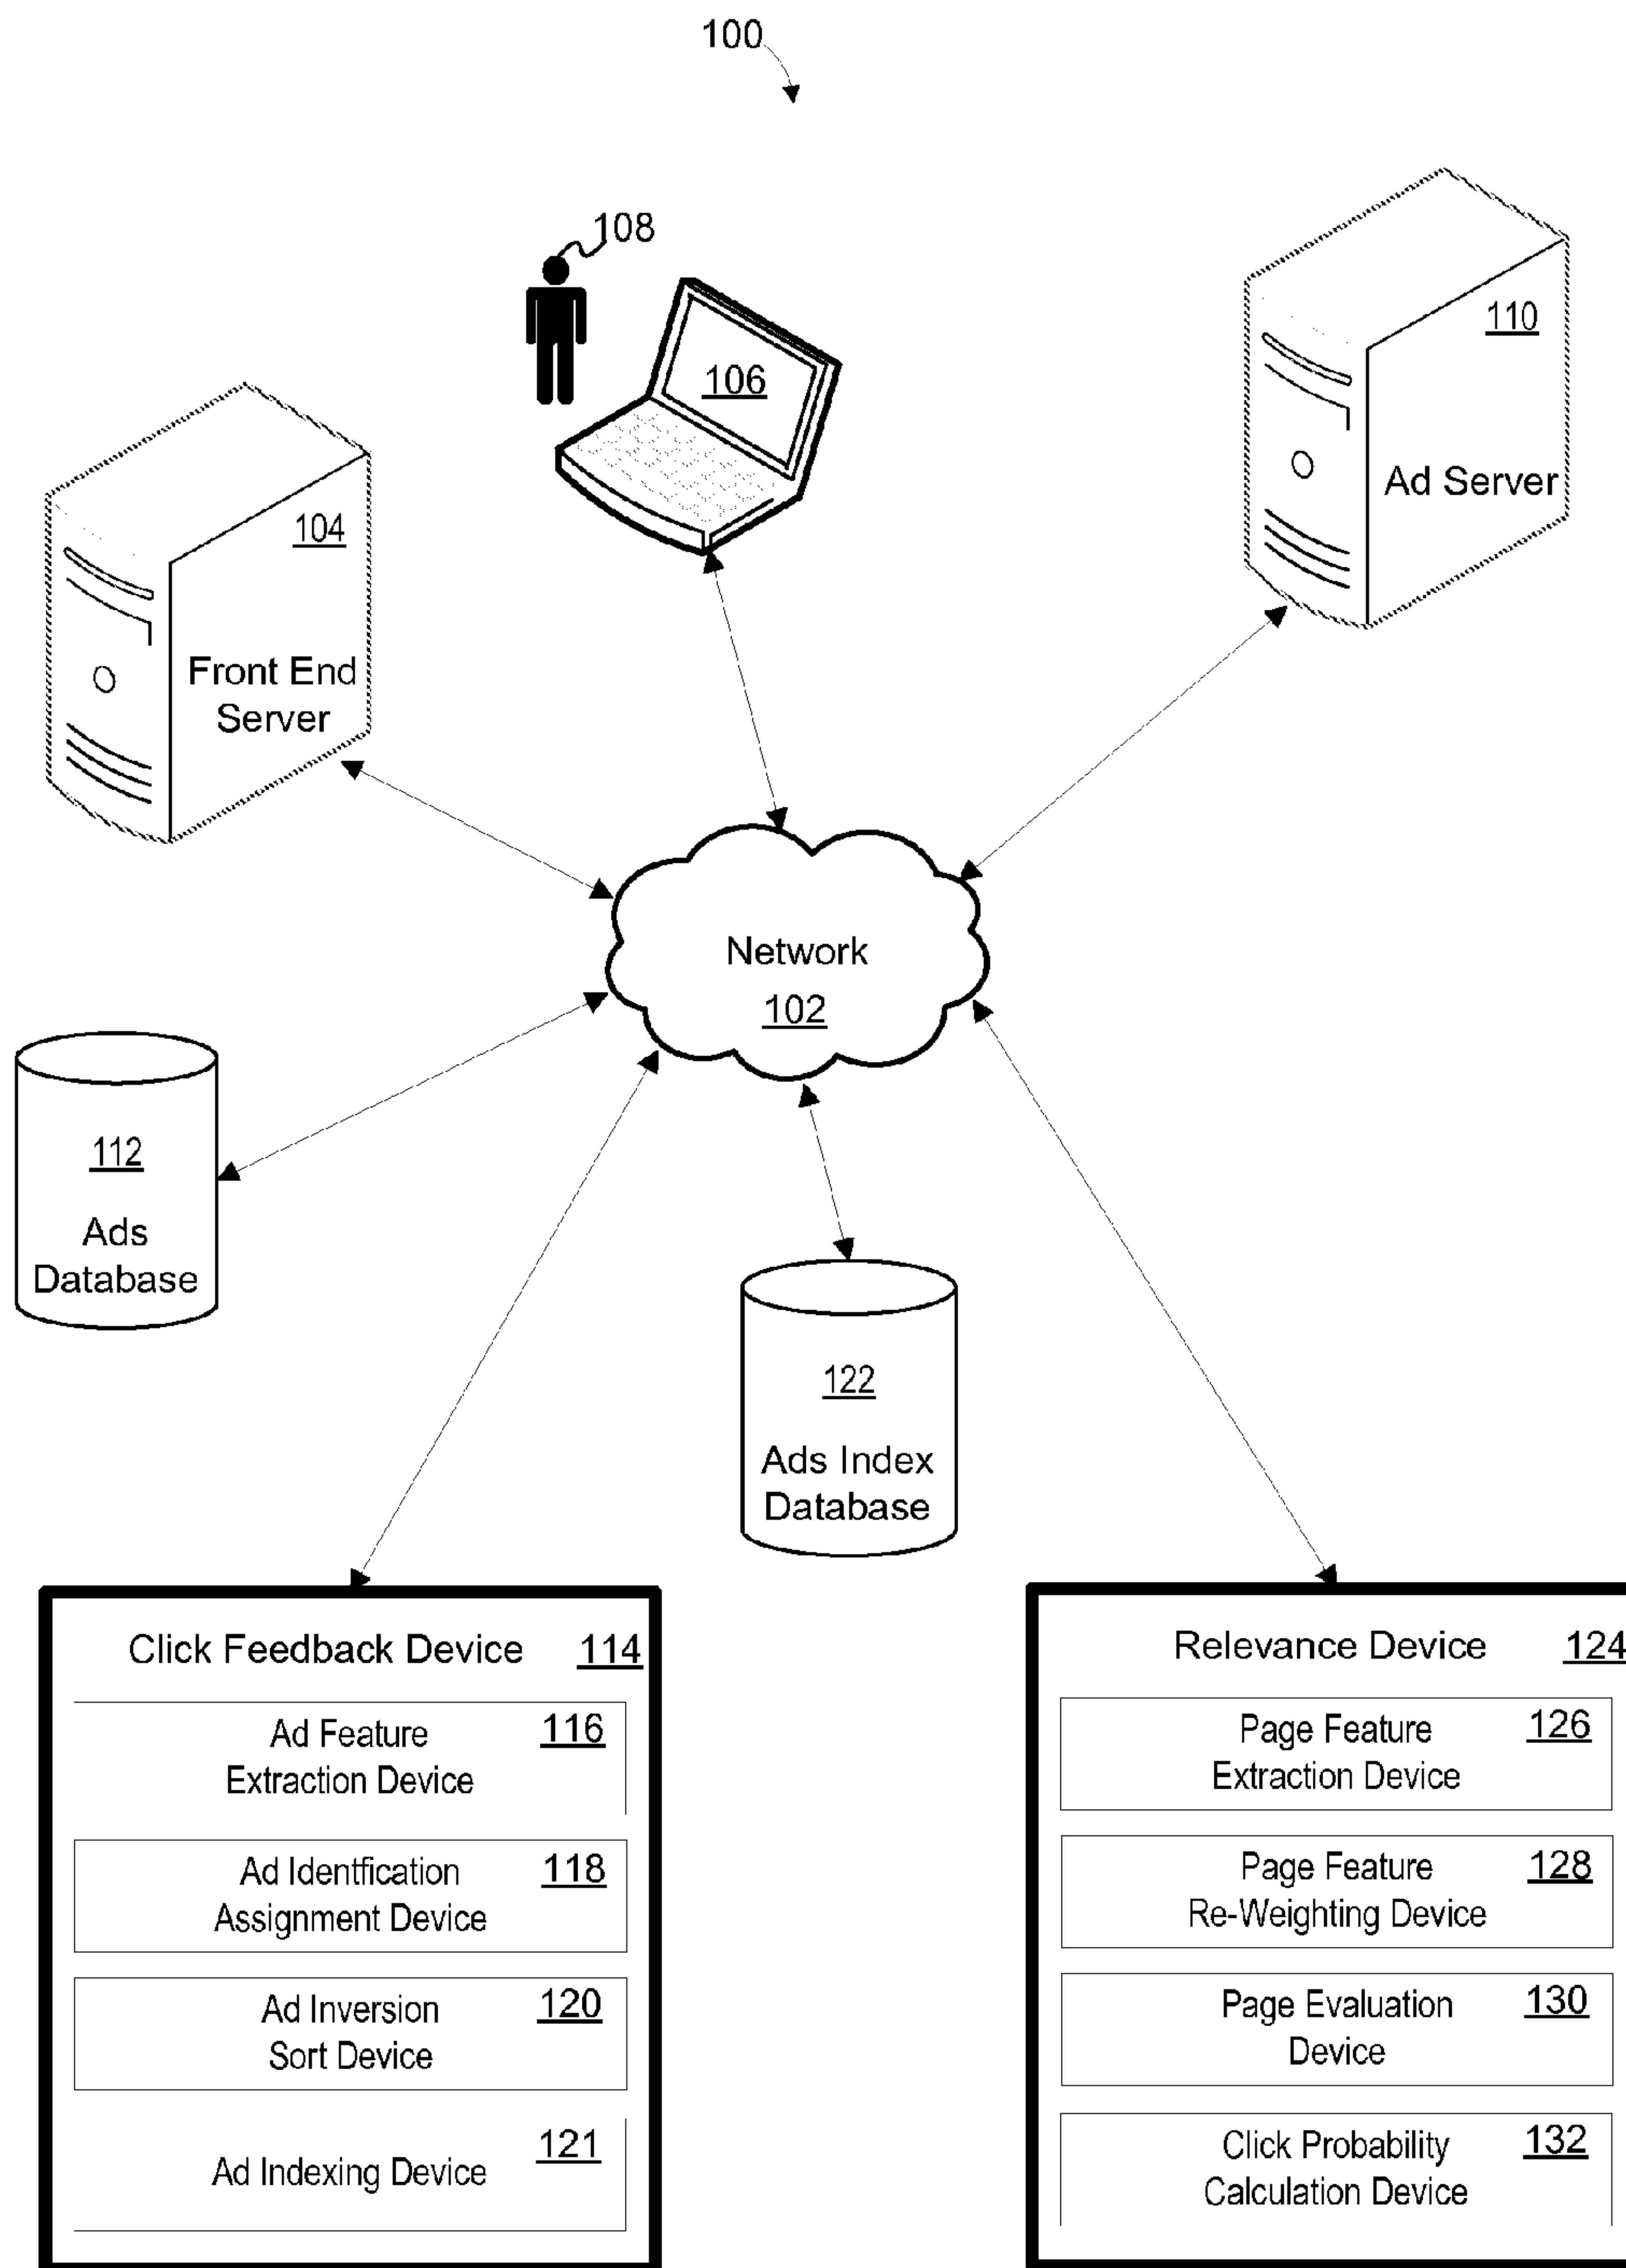 100
108
106
110
Ad Server
104
Front End
Server
Network
102
112
Ads
Database
122
Ads Index
Database
Click Feedback Device 114
Ad Feature 116
Extraction Device
Ad Identfication 118
Assignment Device
Ad Inversion 120
Sort Device
Ad Indexing Device 121
Relevance Device 124
Page Feature 126
Extraction Device
Page Feature 128
Re-Weighting Device
Page Evaluation 130
Device
Click Probability 132
Calculation Device